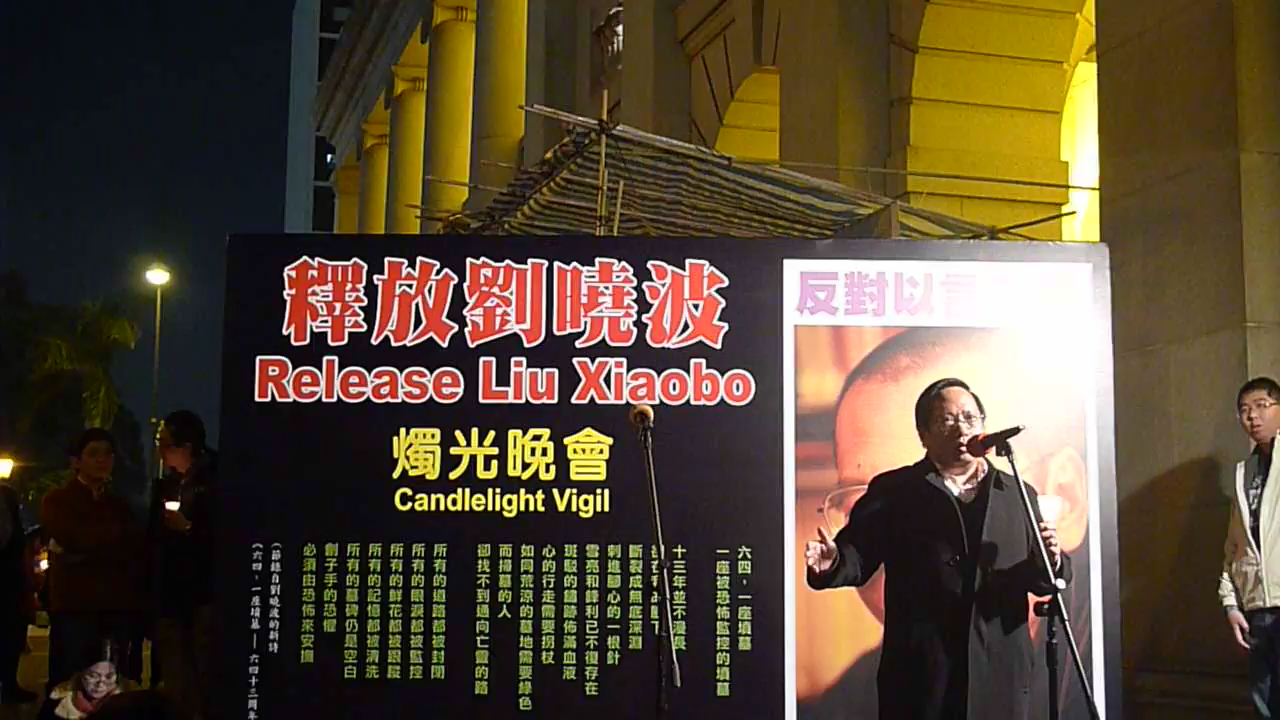 釋放劉曉波
Release Liu Xiaobo
燭光晚會
Candlelight Vigil
反對以言
六四，一座墳墓
一座被恐怖監控的墳墓
十三年並不漫長
斷裂成無底深淵
刺進腳心的一根針
雪亮和鋒利已不復存在
斑駁的鏽跡佈滿血液
心的行走需要拐杖
如同荒涼的墓地需要綠色
而掃墓的人
卻找不到通向亡靈的路
所有的道路都被封閉
所有的眼淚都被監控
所有的鮮花都被跟蹤
所有的記憶都被清洗
所有的墓碑仍是空白
劊子手的恐懼
必須由恐怖來安撫
（節錄自劉曉波的新詩
《六四，一座墳墓 — 六四十三周年